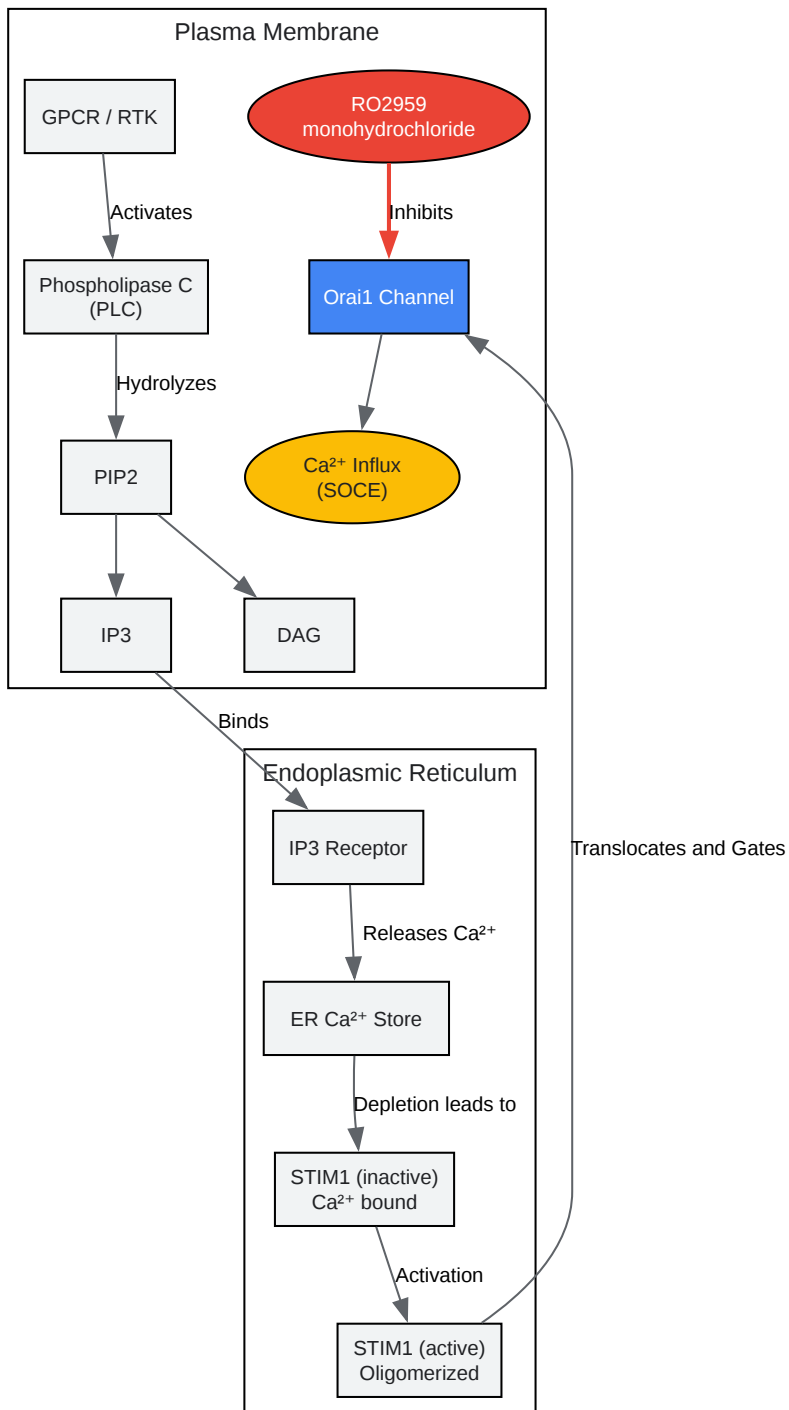 Plasma Membrane
GPCR / RTK
RO2959
monohydrochloride
Activates
Inhibits
Phospholipase C
(PLC)
Orai1 Channel
Hydrolyzes
PIP2
Ca²⁺ Influx
(SOCE)
IP3
DAG
Binds
Endoplasmic Reticulum
IP3 Receptor
Translocates and Gates
Releases Ca²⁺
ER Ca²⁺ Store
Depletion leads to
STIM1 (inactive)
Ca²⁺ bound
Activation
STIM1 (active)
Oligomerized